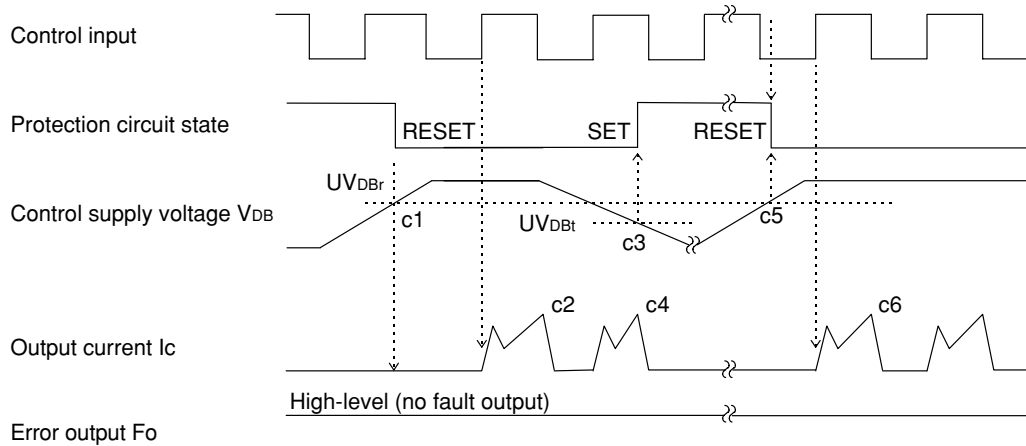 Control input
Protection circuit state
RESET
SET
RESET
UVDBr
Control supply voltage VDB
c1
UVDBt
c3
c5
c2
c4
c6
Output current Ic
High-level (no fault output)
Error output Fo